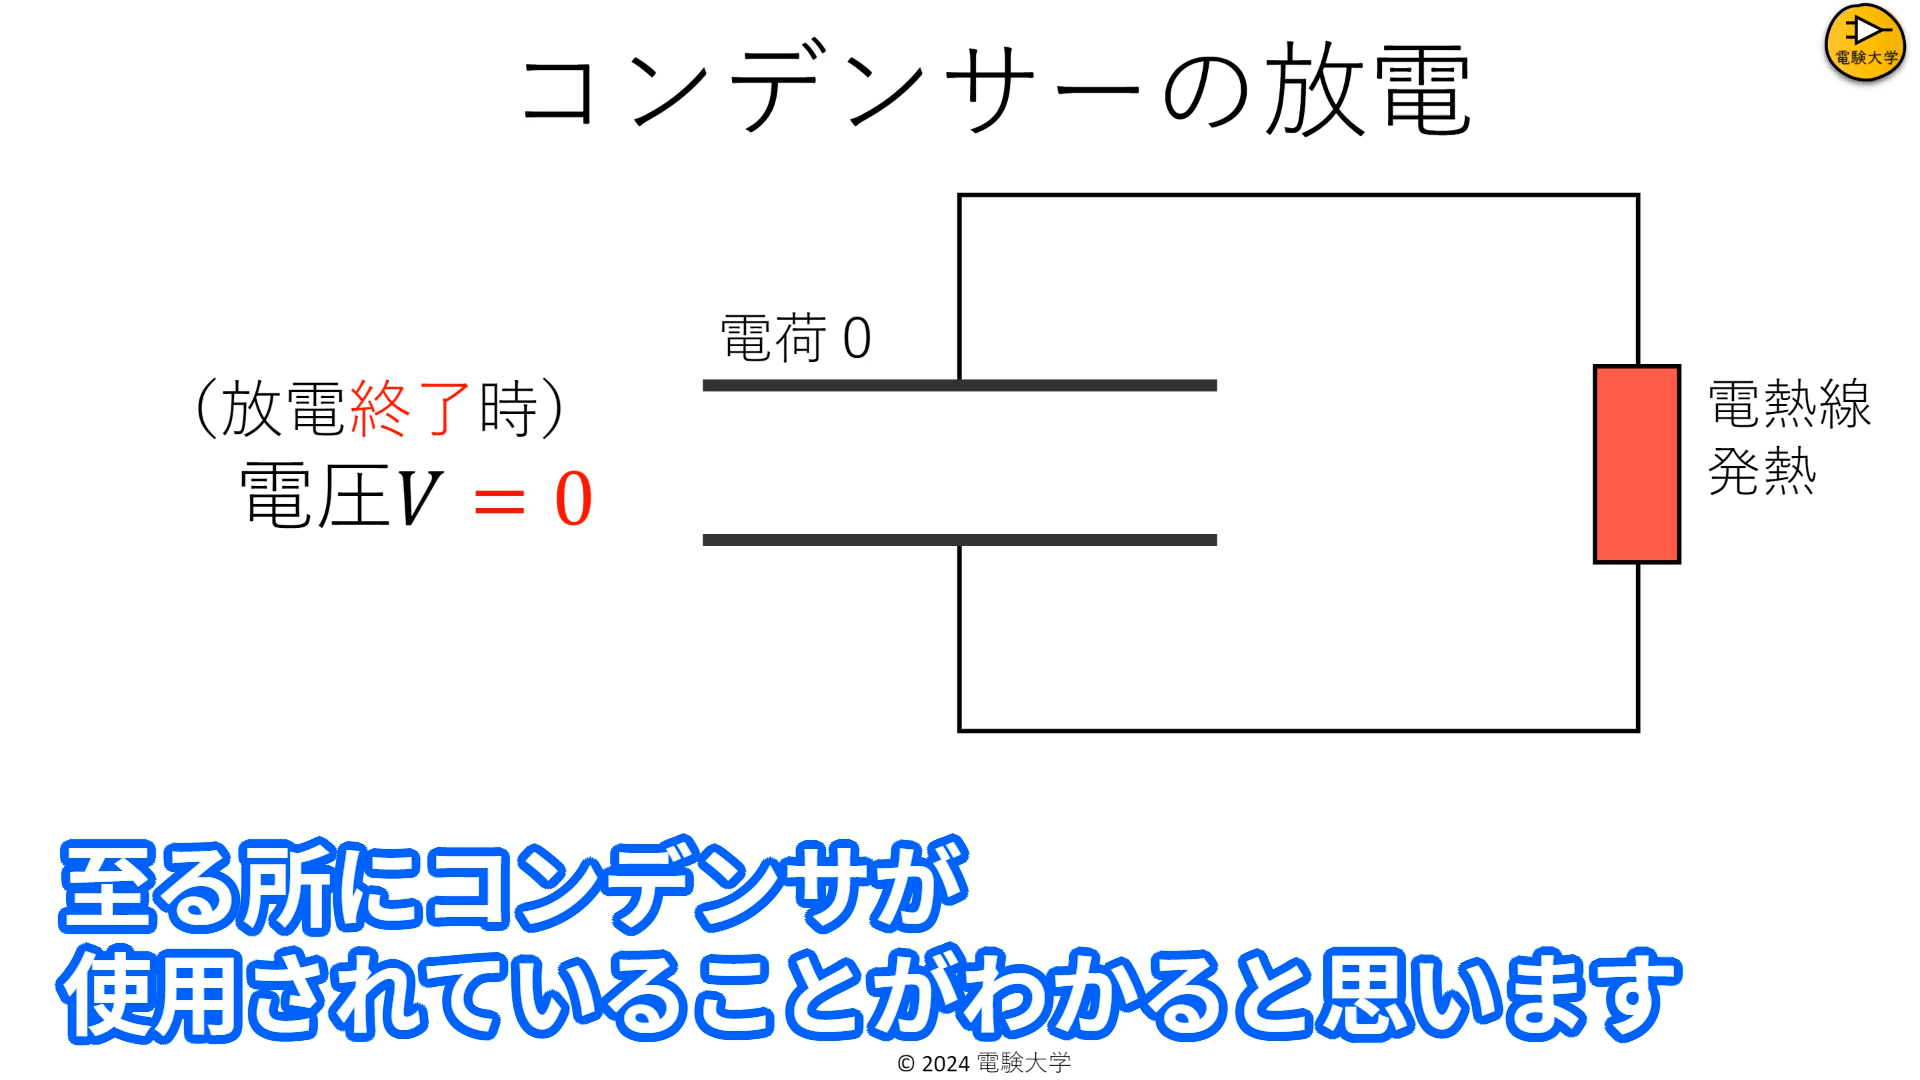 コンデンサーの放電
電験大学
電荷０
（放電終了時）
電圧V = 0
電熱線
発熱
至る所にコンデンサが
使用されていることがわかると思います
© 2024 電験大学